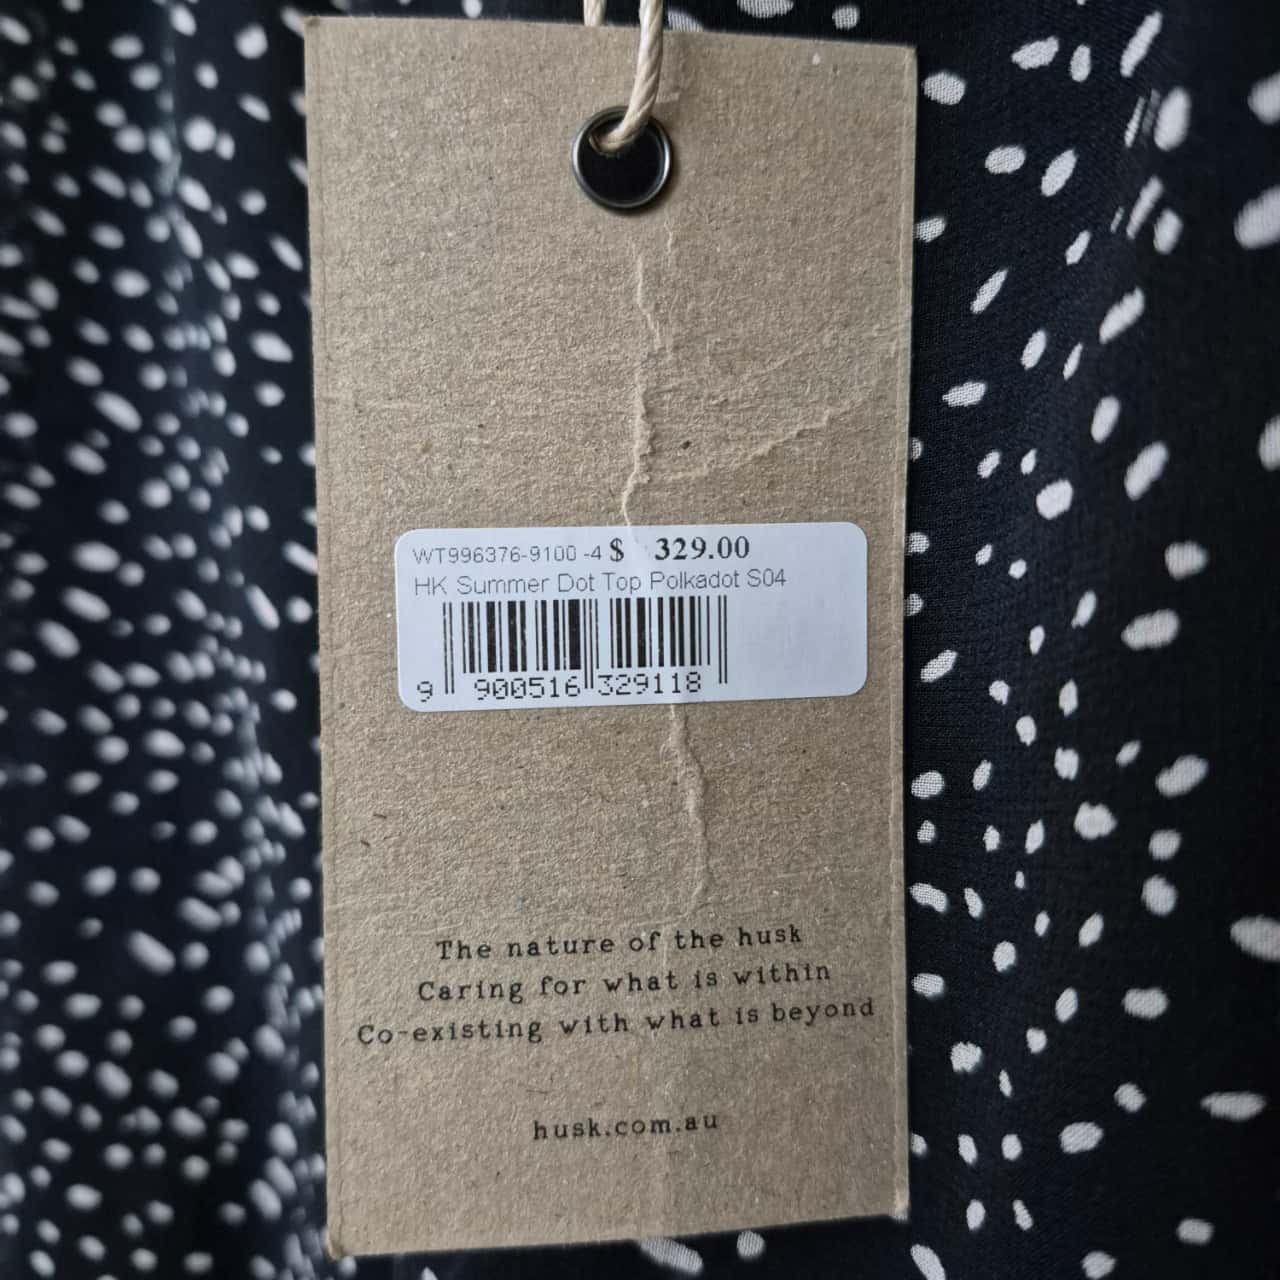 WT996376-9100 -4 $ 329.00
HK Summer Dot Top Polkadot S04
9 900516 329118
The nature of the husk
Caring for what is within
Co-existing with what is beyond
husk.com.au